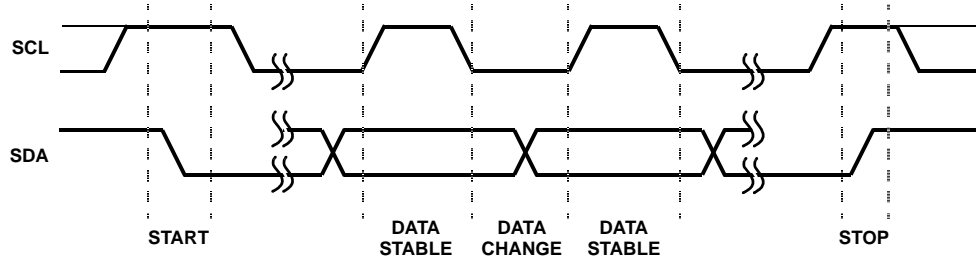 SCL
SDA
START
DATA
STABLE
DATA
CHANGE
DATA
STABLE
STOP